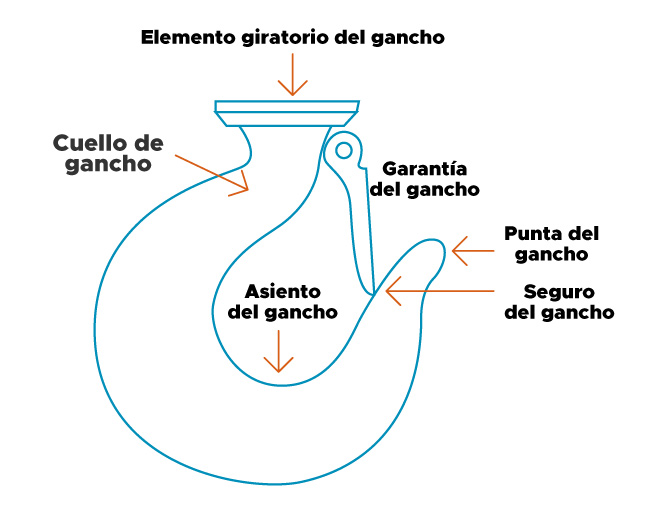 Elemento giratorio del gancho
Cuello de
gancho
Garantía
del gancho
Punta del
gancho
Asiento
del gancho
Seguro
del gancho